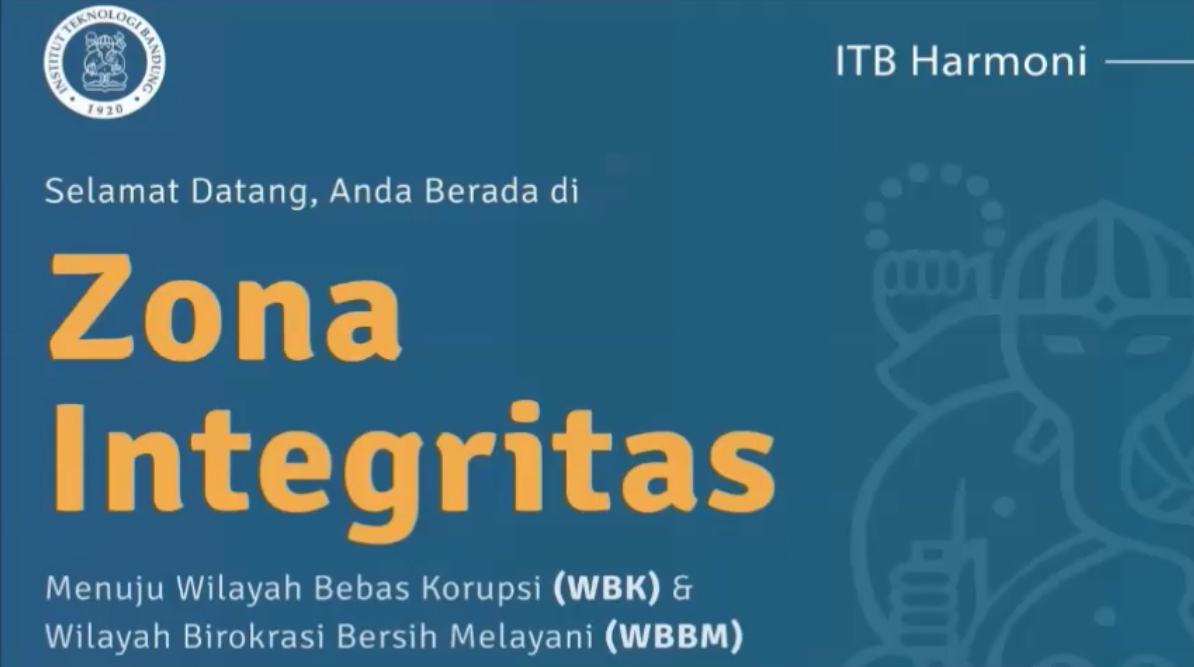 INSTITUT TEKNOLOGI BANDUNG
1920
ITB Harmoni
Selamat Datang, Anda Berada di
Zona
Integritas
Menuju Wilayah Bebas Korupsi (WBK) &
Wilayah Birokrasi Bersih Melayani (WBBM)